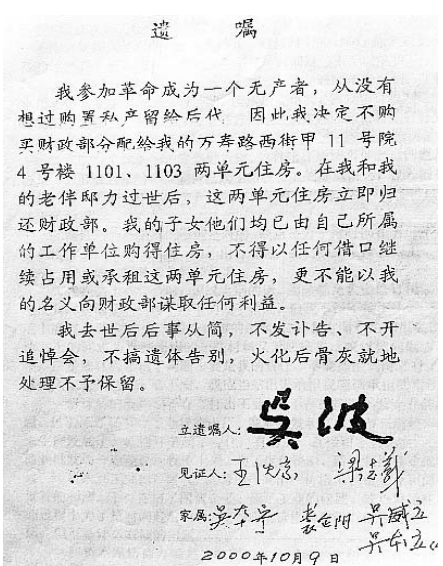 遗 嘱
我参加革命成为一个无产者，从没有
想过购置私产留给后代。因此，我决定不购
买财政部分配给我的万寿路西街甲 11 号院
4 号楼 1101、1103 两单元住房。在我和我
的老伴邸力过世后，这两单元住房立即归
还财政部。我的子女他们均已由自己所属
的工作单位购得住房，不得以任何借口继
续占用或承租这两单元住房，更不能以我
的名义向财政部谋取任何利益。
我去世后后事从简，不发讣告、不开
追悼会，不搞遗体告别，火化后骨灰就地
处理不予保留。
立遗嘱人：吴波
见证人：
家属：吴本宁 吴威立 吴本立
2000年10月9日